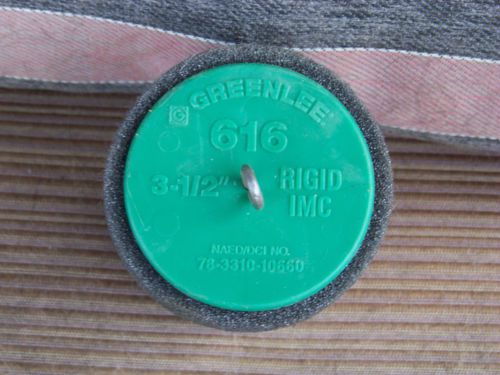 GREENLEE
616
3-1/2" RIGID
IMC
NAED/DCI NO.
78-3310-10660